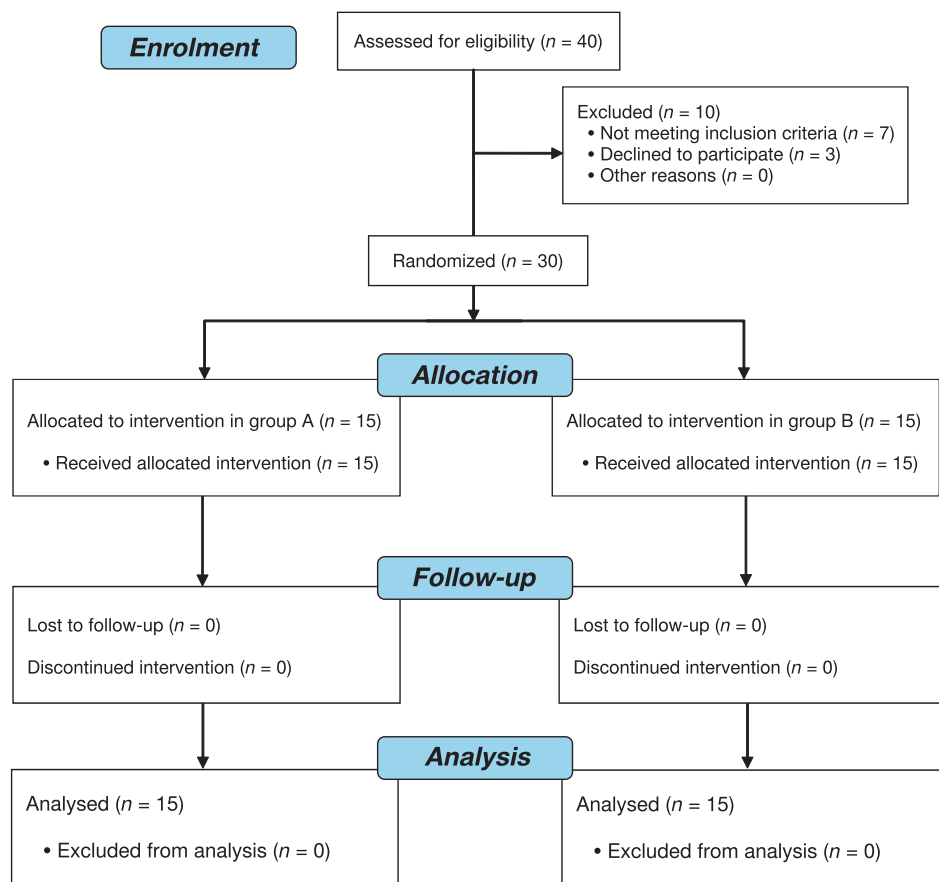 Enrolment
Assessed for eligibility (n = 40)
Excluded (n = 10)
• Not meeting inclusion criteria (n = 7)
• Declined to participate (n = 3)
• Other reasons (n = 0)
Randomized (n = 30)
Allocation
Allocated to intervention in group A (n = 15)
• Received allocated intervention (n = 15)
Allocated to intervention in group B (n = 15)
• Received allocated intervention (n = 15)
Follow-up
Lost to follow-up (n = 0)
Discontinued intervention (n = 0)
Lost to follow-up (n = 0)
Discontinued intervention (n = 0)
Analysis
Analysed (n = 15)
• Excluded from analysis (n = 0)
Analysed (n = 15)
• Excluded from analysis (n = 0)